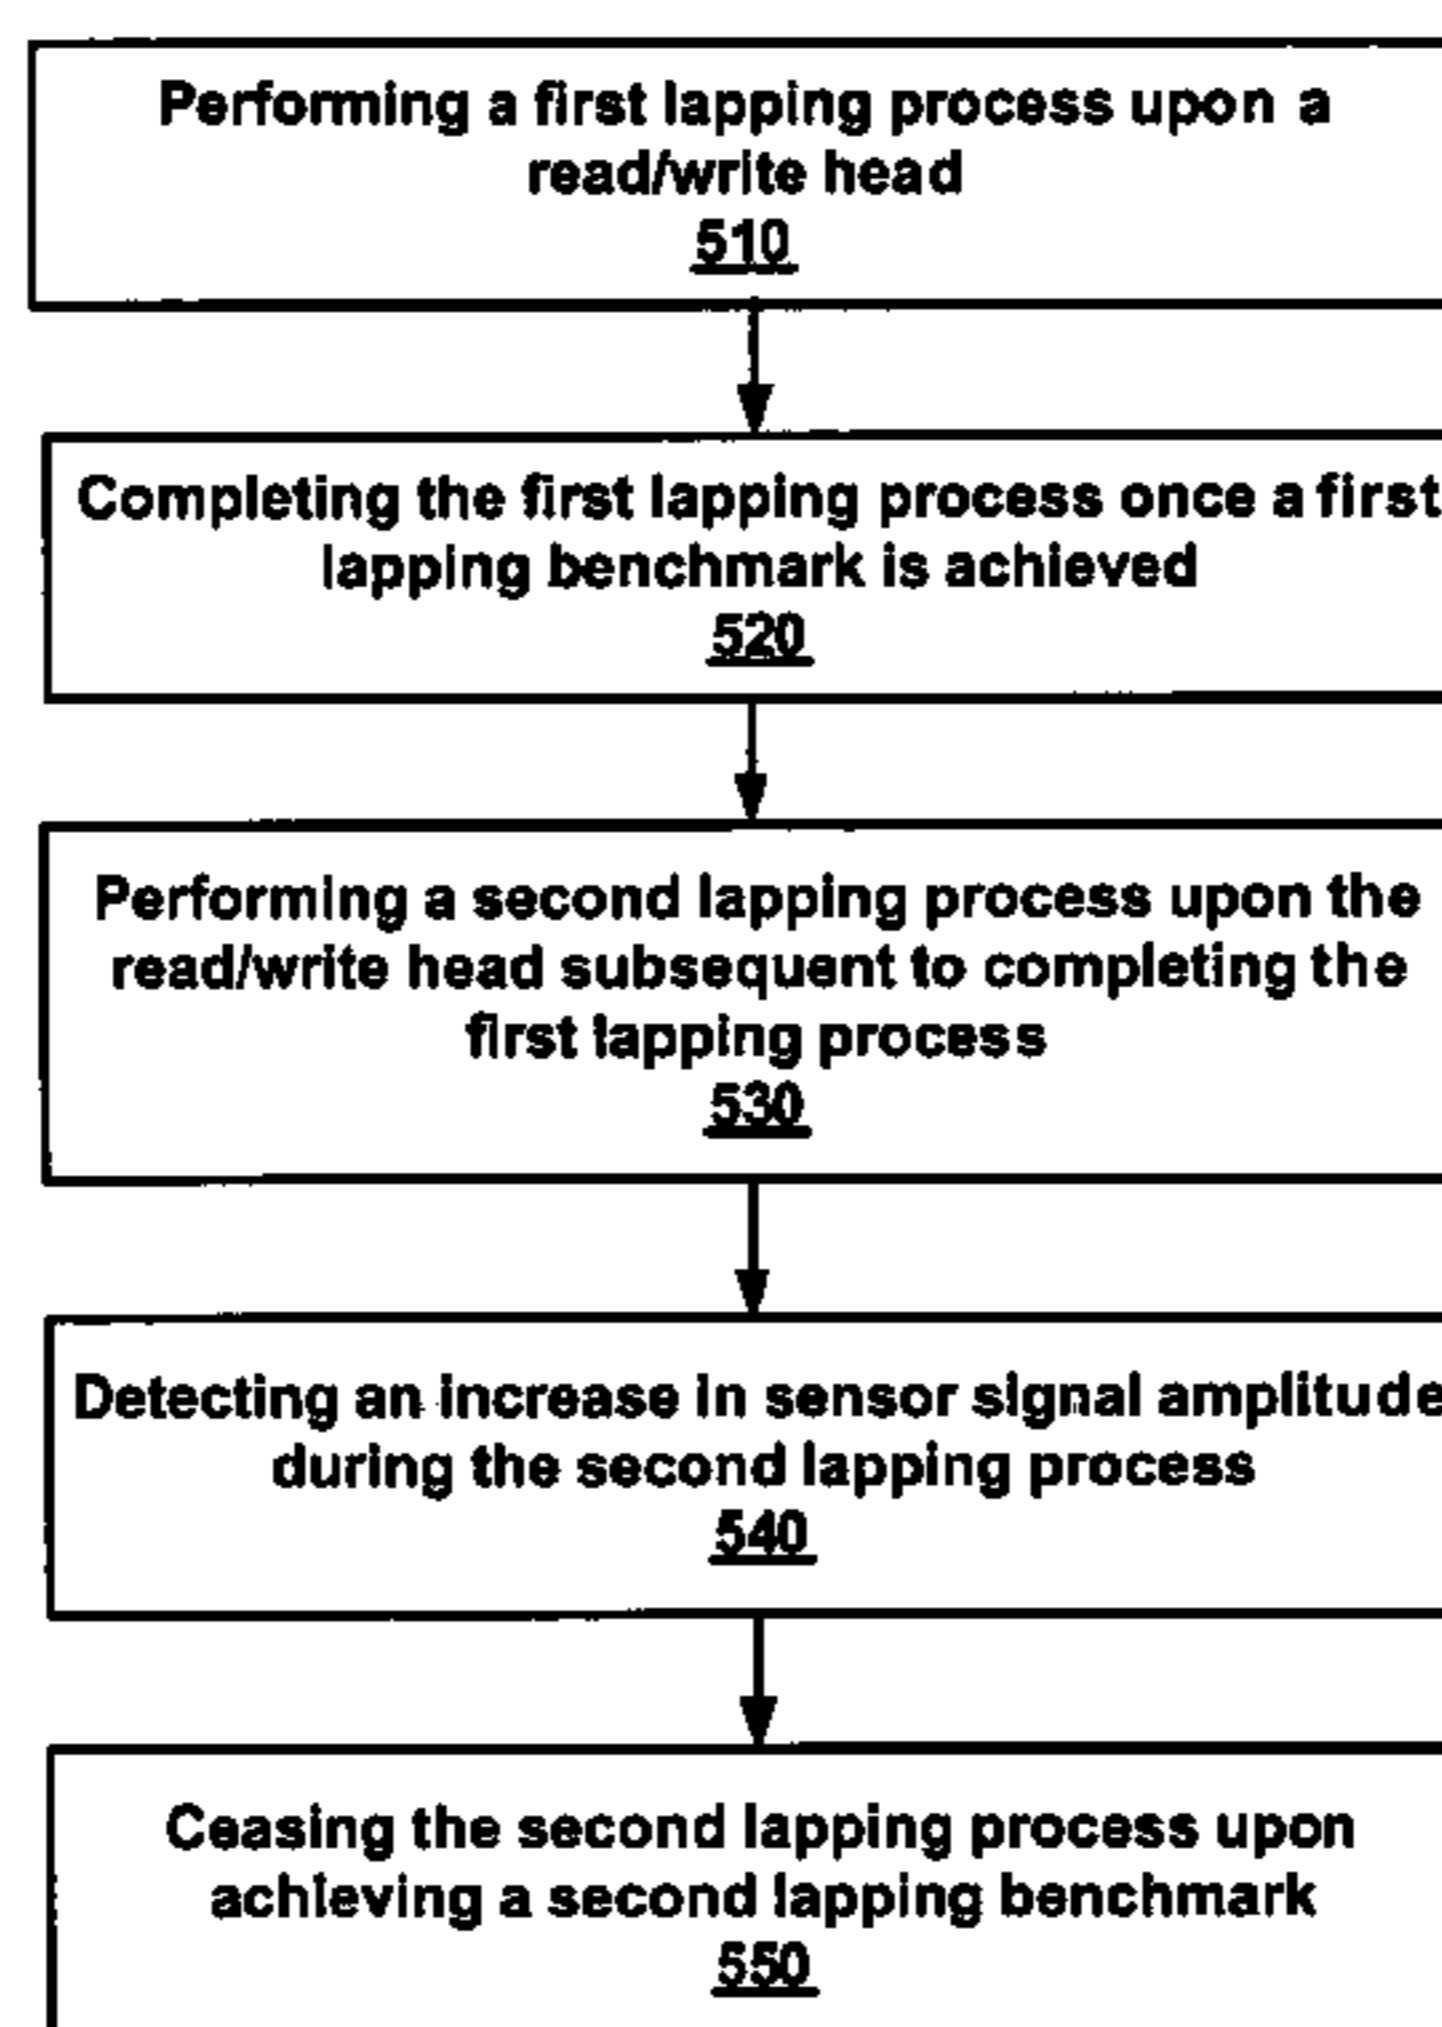 Performing a first lapping process upon a
read/write head
510
Completing the first lapping process once a first
lapping benchmark is achieved
520
Performing a second lapping process upon the
read/write head subsequent to completing the
first lapping process
530
Detecting an increase in sensor signal amplitude
during the second lapping process
540
Ceasing the second lapping process upon
achieving a second lapping benchmark
550